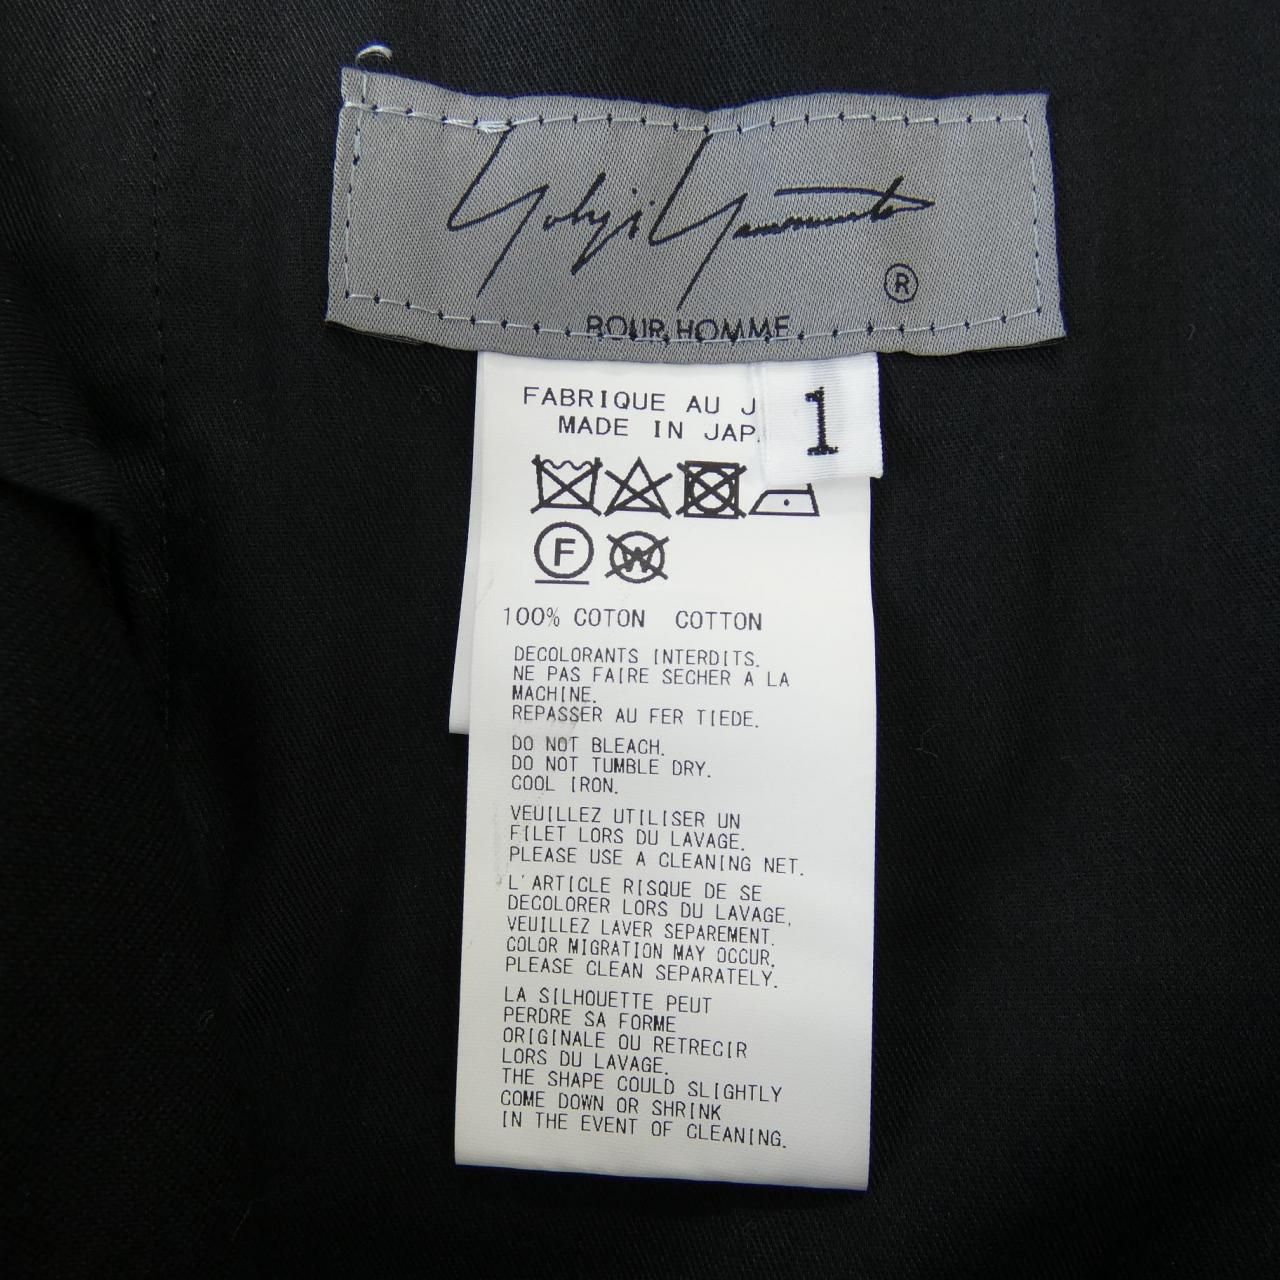 Yohji Yamamoto
®
POUR HOMME
FABRIQUE AU J
MADE IN JAP
1
F
W
100% COTON COTTON
DECOLORANTS INTERDITS.
NE PAS FAIRE SECHER A LA
MACHINE.
REPASSER AU FER TIEDE.
DO NOT BLEACH.
DO NOT TUMBLE DRY.
COOL IRON.
VEUILLEZ UTILISER UN
FILET LORS DU LAVAGE.
PLEASE USE A CLEANING NET.
L'ARTICLE RISQUE DE SE
DECOLORER LORS DU LAVAGE,
VEUILLEZ LAVER SEPAREMENT.
COLOR MIGRATION MAY OCCUR,
PLEASE CLEAN SEPARATELY.
LA SILHOUETTE PEUT
PERDRE SA FORME
ORIGINALE OU RETRECIR
LORS DU LAVAGE.
THE SHAPE COULD SLIGHTLY
COME DOWN OR SHRINK
IN THE EVENT OF CLEANING.